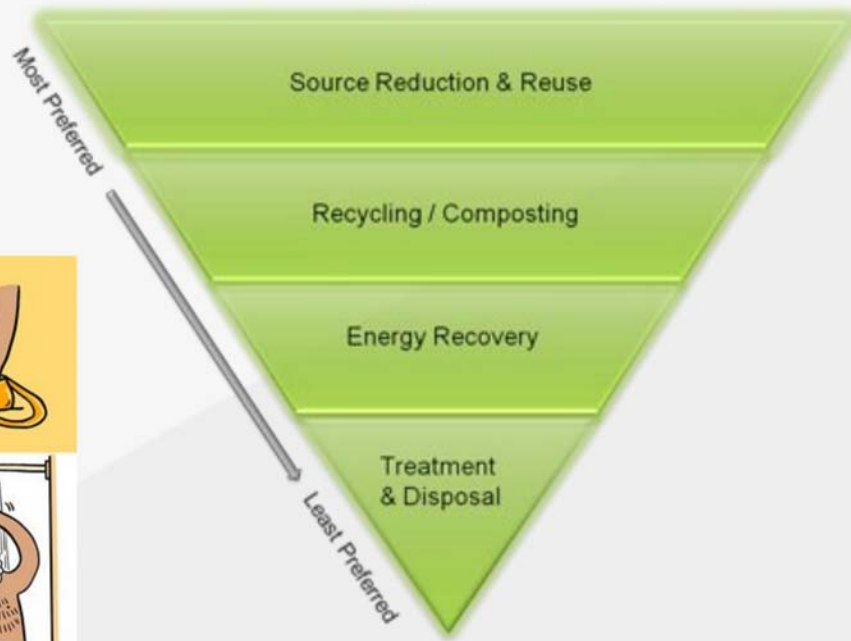 Most Preferred
Source Reduction & Reuse
Recycling / Composting
Energy Recovery
Treatment
& Disposal
Least Preferred